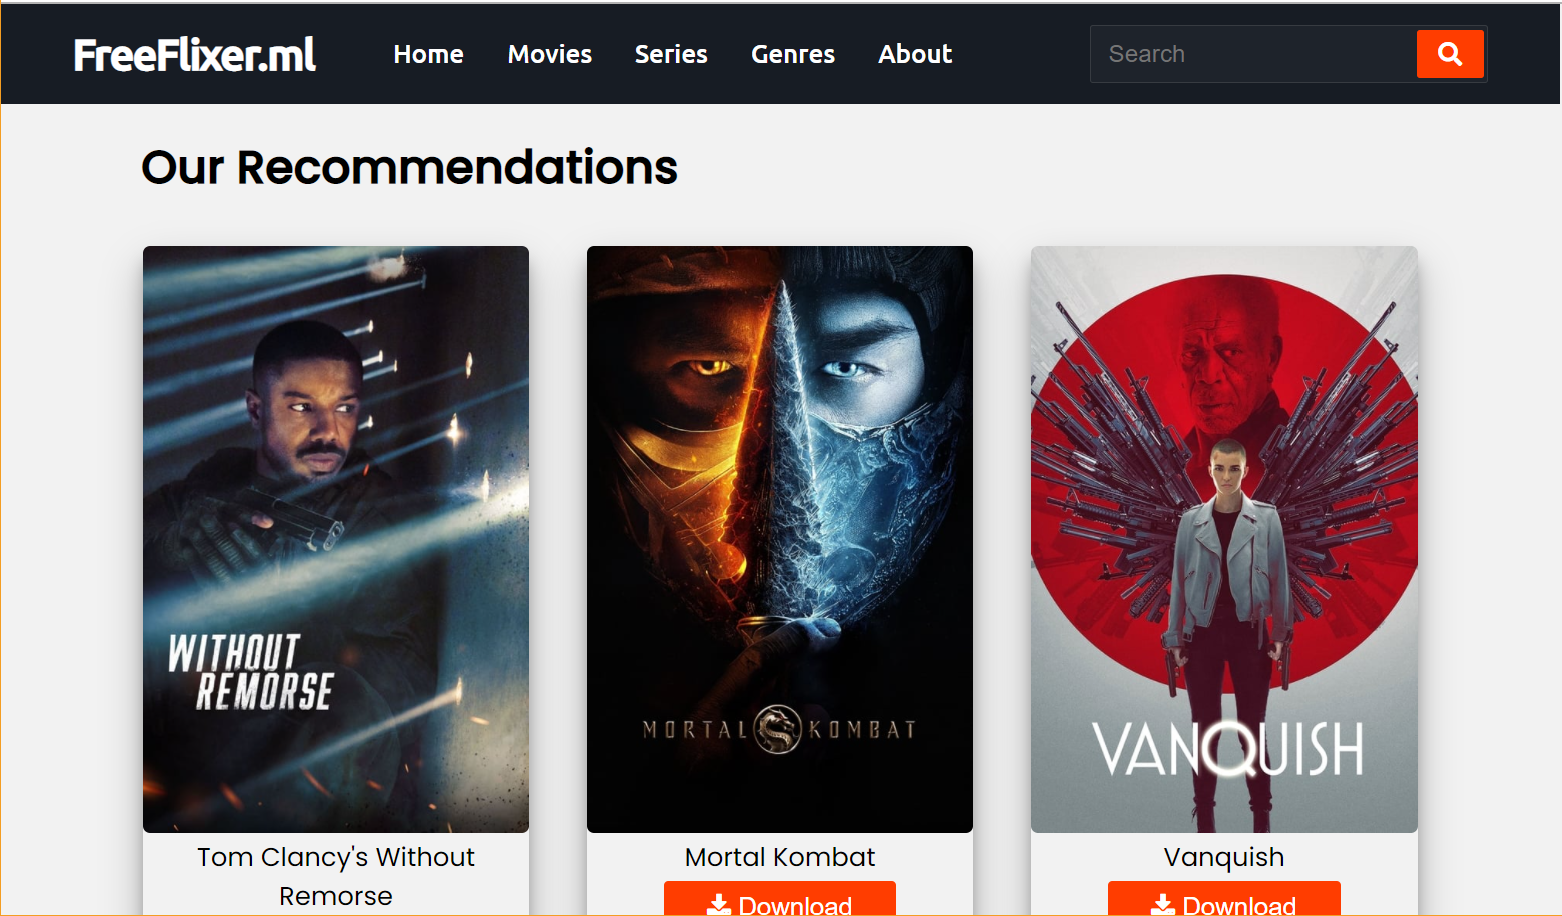 FreeFlixer.ml Home Movies Series Genres About Search
Our Recommendations
WITHOUT
REMORSE
MORTAL KOMBAT
VANQUISH
Tom Clancy's Without
Remorse
Mortal Kombat
Download
Vanquish
Download